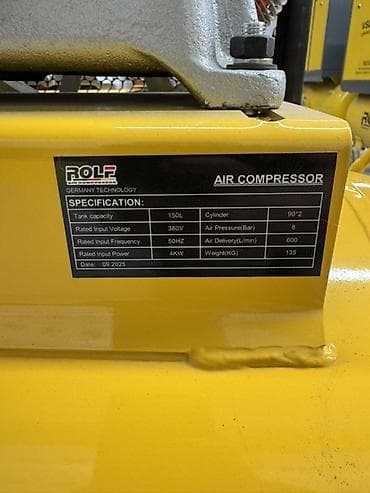 ROLF
GERMANY TECHNOLOGY
AIR COMPRESSOR
SPECIFICATION:
Tank capacity 150L Cylinder 90*2
Rated Input Voltage 380V Air Pressure(Bar) 8
Rated Input Frequency 50HZ Air Delivery(L/min) 600
Rated Input Power 4KW Weight(KG) 135
Date: 09.2025